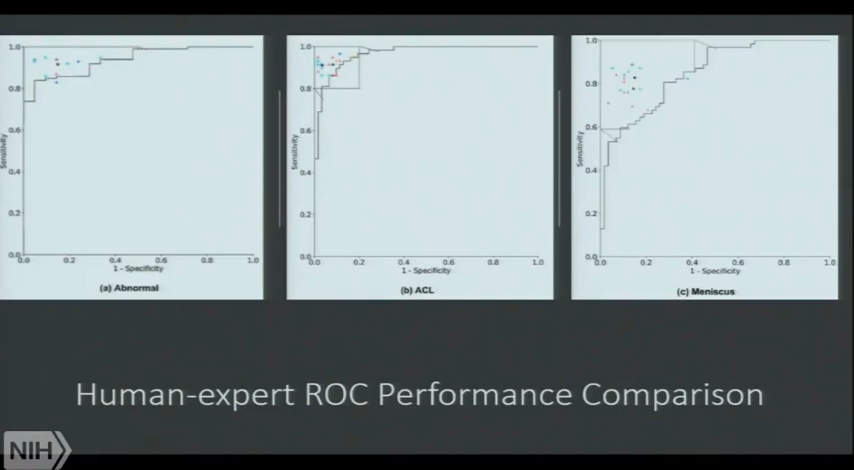 1.0
0.8
0.6
0.4
0.2
0.0
Sensitivity
0.0 0.2 0.4 0.6 0.8 1.0
1 - Specificity
(a) Abnormal
1.0
0.8
0.6
0.4
0.2
0.0
Sensitivity
0.0 0.2 0.4 0.6 0.8 1.0
1 - Specificity
(b) ACL
1.0
0.8
0.6
0.4
0.2
0.0
Sensitivity
0.0 0.2 0.4 0.6 0.8 1.0
1 - Specificity
(c) Meniscus
Human-expert ROC Performance Comparison
NIH